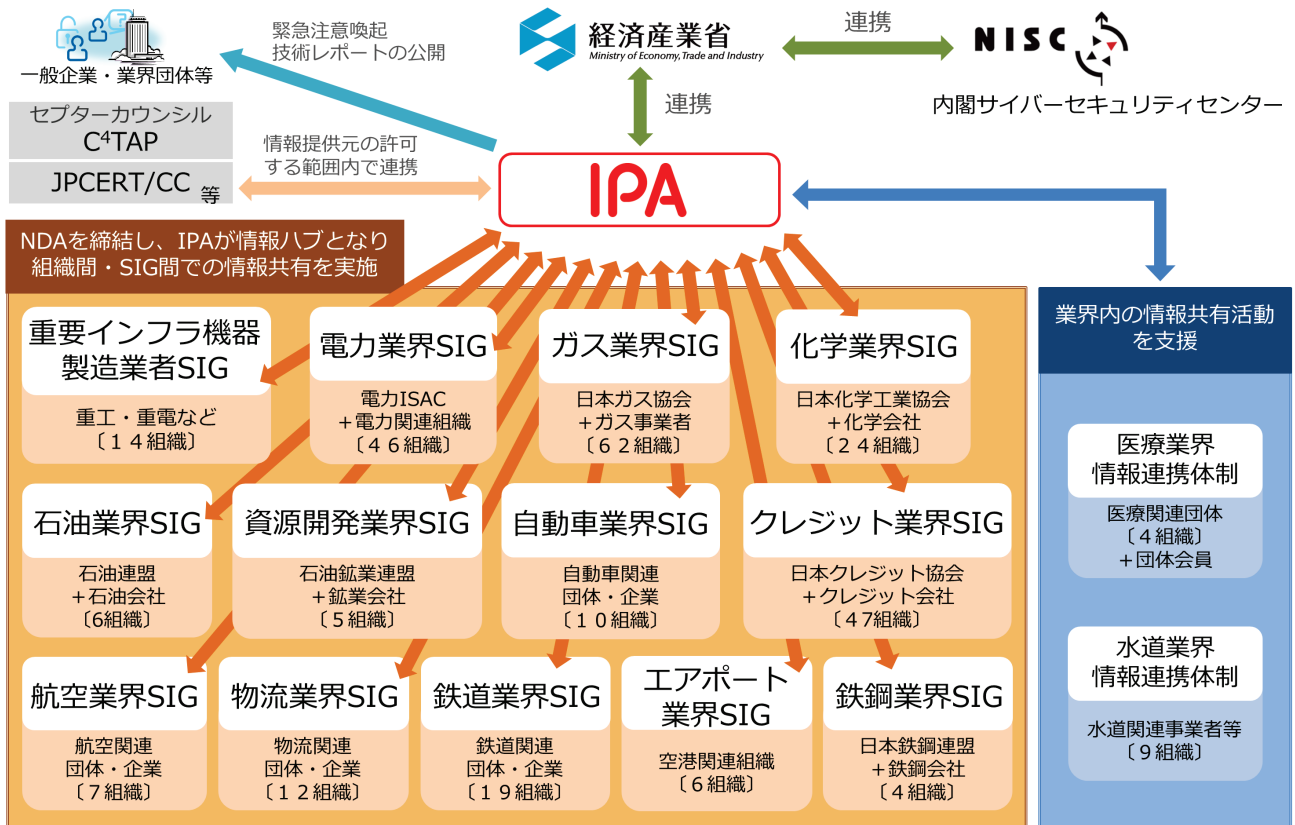 緊急注意喚起
技術レポートの公開
一般企業・業界団体等
経済産業省
Ministry of Economy, Trade and Industry
連携
NISC
内閣サイバーセキュリティセンター
連携
セプターカウンシル
C⁴TAP
JPCERT/CC 等
情報提供元の許可
する範囲内で連携
IPA
NDAを締結し、IPAが情報ハブとなり
組織間・SIG間での情報共有を実施
重要インフラ機器
製造業者SIG
重工・重電など
〔１４組織〕
電力業界SIG
電力ISAC
＋電力関連組織
〔４６組織〕
ガス業界SIG
日本ガス協会
＋ガス事業者
〔６２組織〕
化学業界SIG
日本化学工業協会
＋化学会社
〔２４組織〕
石油業界SIG
石油連盟
＋石油会社
〔6組織〕
資源開発業界SIG
石油鉱業連盟
＋鉱業会社
〔５組織〕
自動車業界SIG
自動車関連
団体・企業
〔１０組織〕
クレジット業界SIG
日本クレジット協会
＋クレジット会社
〔４7組織〕
航空業界SIG
航空関連
団体・企業
〔７組織〕
物流業界SIG
物流関連
団体・企業
〔１２組織〕
鉄道業界SIG
鉄道関連
団体・企業
〔１９組織〕
エアポート
業界SIG
空港関連組織
〔６組織〕
鉄鋼業界SIG
日本鉄鋼連盟
＋鉄鋼会社
〔４組織〕
業界内の情報共有活動
を支援
医療業界
情報連携体制
医療関連団体
〔４組織〕
＋団体会員
水道業界
情報連携体制
水道関連事業者等
〔９組織〕